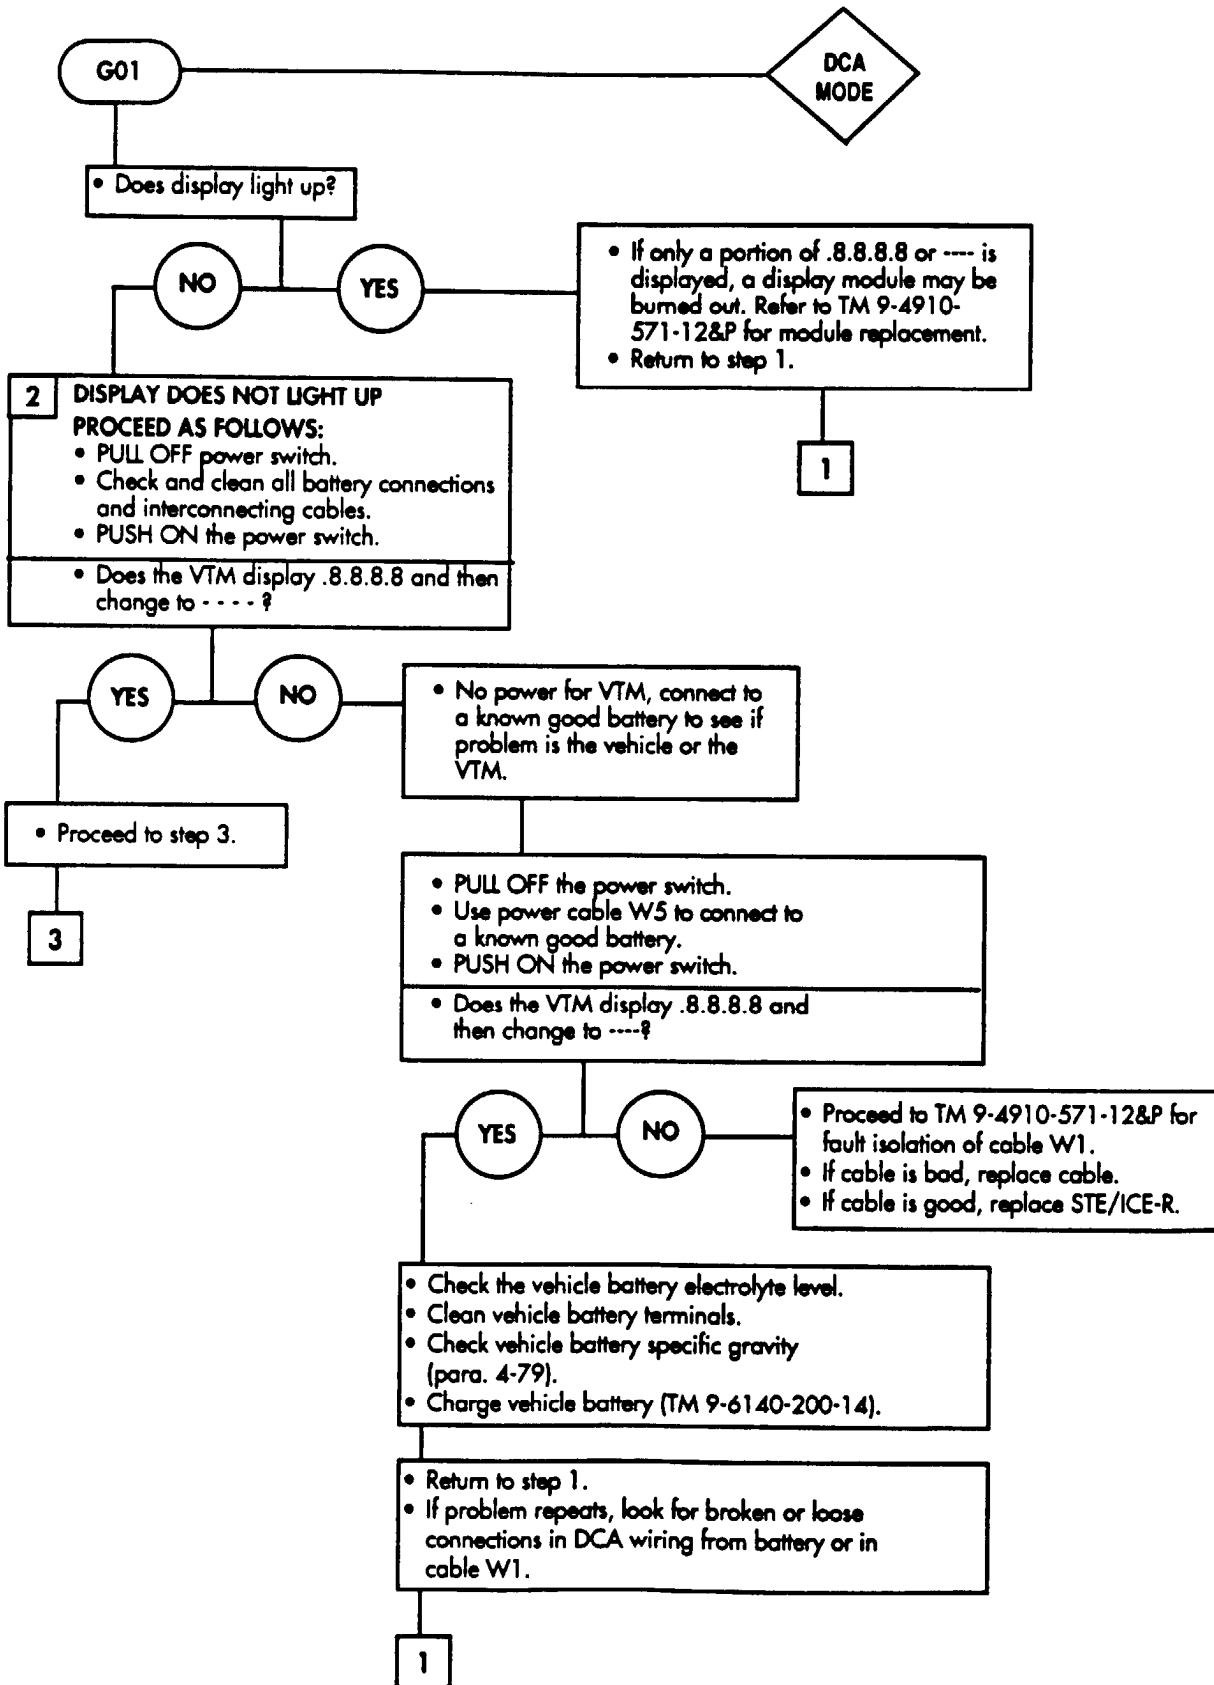 G01
DCA
MODE
• Does display light up?
NO
YES
• If only a portion of .8.8.8.8 or ---- is
displayed, a display module may be
burned out. Refer to TM 9-4910-
571-12&P for module replacement.
• Return to step 1.
1
2 DISPLAY DOES NOT LIGHT UP
PROCEED AS FOLLOWS:
• PULL OFF power switch.
• Check and clean all battery connections
and interconnecting cables.
• PUSH ON the power switch.
• Does the VTM display .8.8.8.8 and then
change to - - - - ?
YES
NO
• No power for VTM, connect to
a known good battery to see if
problem is the vehicle or the
VTM.
• Proceed to step 3.
3
• PULL OFF the power switch.
• Use power cable W5 to connect to
a known good battery.
• PUSH ON the power switch.
• Does the VTM display .8.8.8.8 and
then change to ----?
YES
NO
• Proceed to TM 9-4910-571-12&P for
fault isolation of cable W1.
• If cable is bad, replace cable.
• If cable is good, replace STE/ICE-R.
• Check the vehicle battery electrolyte level.
• Clean vehicle battery terminals.
• Check vehicle battery specific gravity
(para. 4-79).
• Charge vehicle battery (TM 9-6140-200-14).
• Return to step 1.
• If problem repeats, look for broken or loose
connections in DCA wiring from battery or in
cable W1.
1